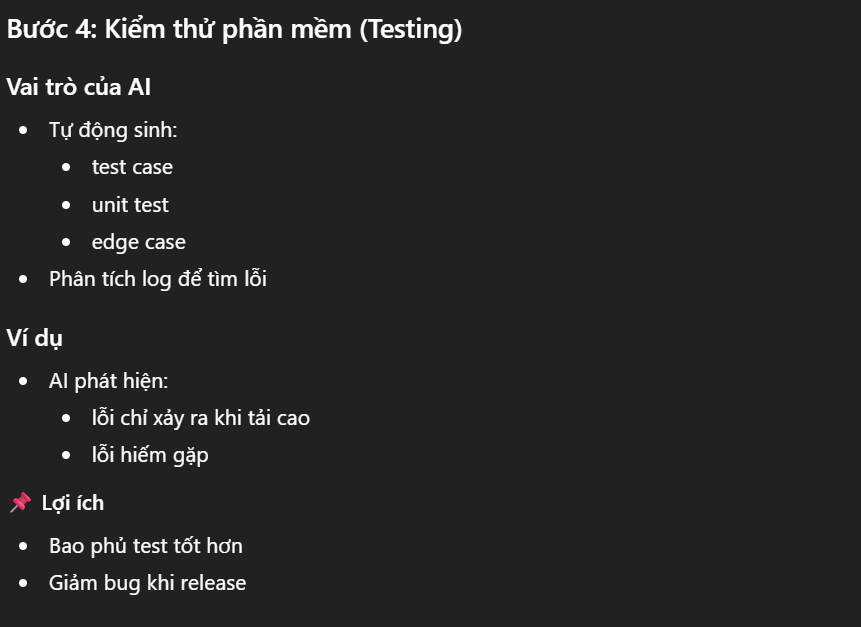 Bước 4: Kiểm thử phần mềm (Testing)
Vai trò của AI
Tự động sinh:
test case
unit test
edge case
Phân tích log để tìm lỗi
Ví dụ
AI phát hiện:
lỗi chỉ xảy ra khi tải cao
lỗi hiếm gặp
📌 Lợi ích
Bao phủ test tốt hơn
Giảm bug khi release